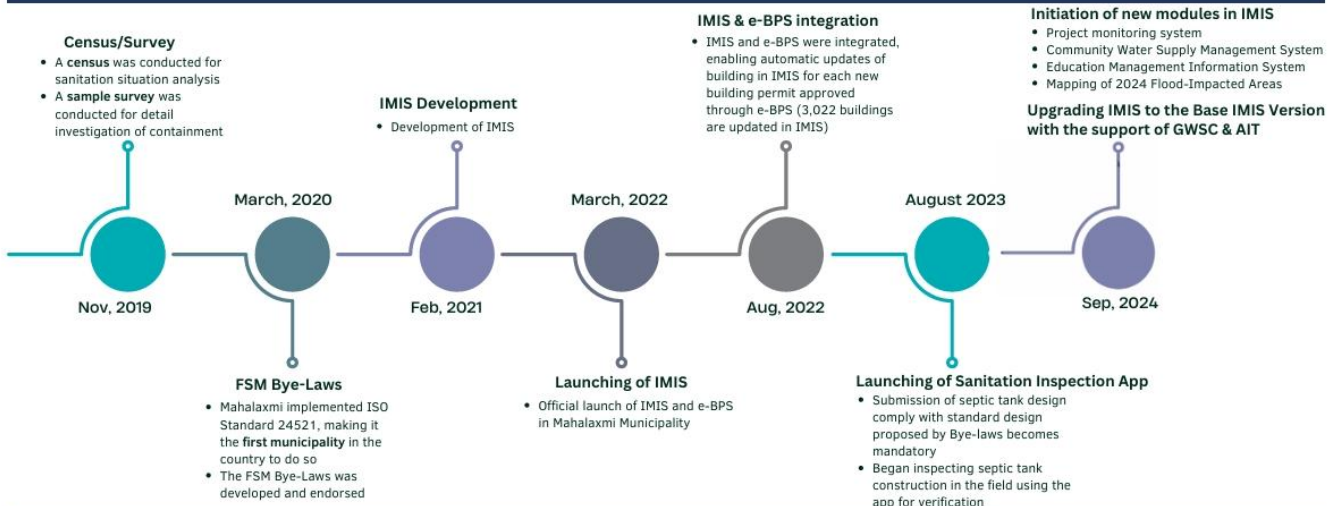 Census/Survey
• A census was conducted for
sanitation situation analysis
• A sample survey was
conducted for detail
investigation of containment
Nov, 2019
March, 2020
FSM Bye-Laws
• Mahalaxmi implemented ISO
Standard 24521, making it
the first municipality in the
country to do so
• The FSM Bye-Laws was
developed and endorsed
IMIS Development
• Development of IMIS
Feb, 2021
March, 2022
Launching of IMIS
• Official launch of IMIS and e-BPS
in Mahalaxmi Municipality
IMIS & e-BPS integration
• IMIS and e-BPS were integrated,
enabling automatic updates of
building in IMIS for each new
building permit approved
through e-BPS (3,022 buildings
are updated in IMIS)
Aug, 2022
August 2023
Launching of Sanitation Inspection App
• Submission of septic tank design
comply with standard design
proposed by Bye-laws becomes
mandatory
• Began inspecting septic tank
construction in the field using the
app for verification
Initiation of new modules in IMIS
• Project monitoring system
• Community Water Supply Management System
• Education Management Information System
• Mapping of 2024 Flood-Impacted Areas
Upgrading IMIS to the Base IMIS Version
with the support of GWSC & AIT
Sep, 2024